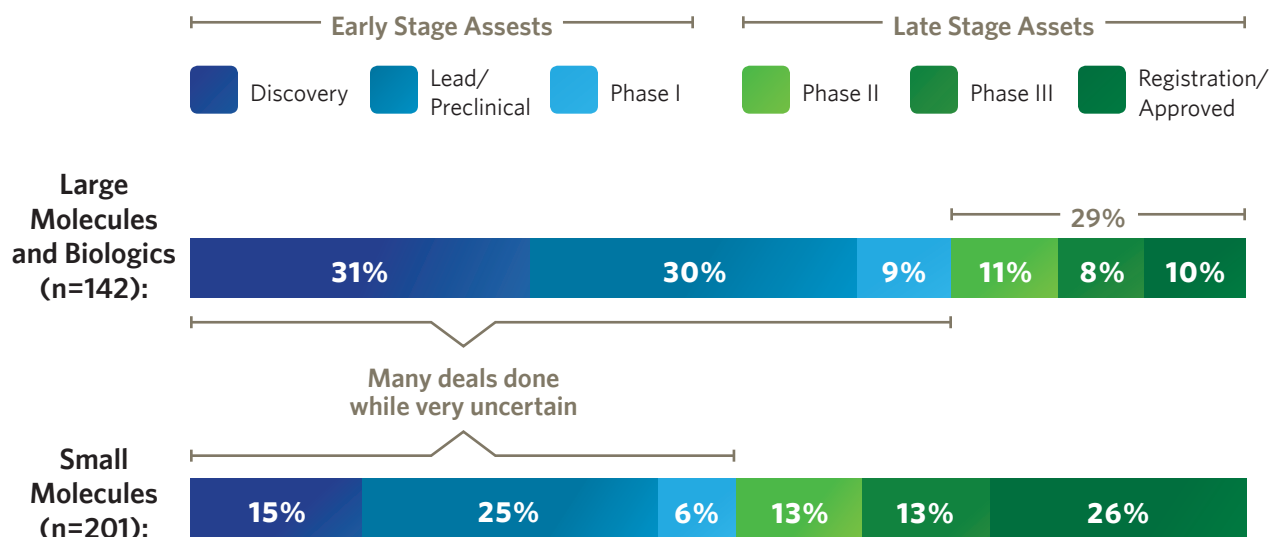 Early Stage Assests
Late Stage Assets
Discovery
Lead/
Preclinical
Phase I
Phase II
Phase III
Registration/
Approved
Large
Molecules
and Biologics
(n=142):
29%
31%
30%
9%
11%
8%
10%
Many deals done
while very uncertain
Small
Molecules
(n=201):
15%
25%
6%
13%
13%
26%